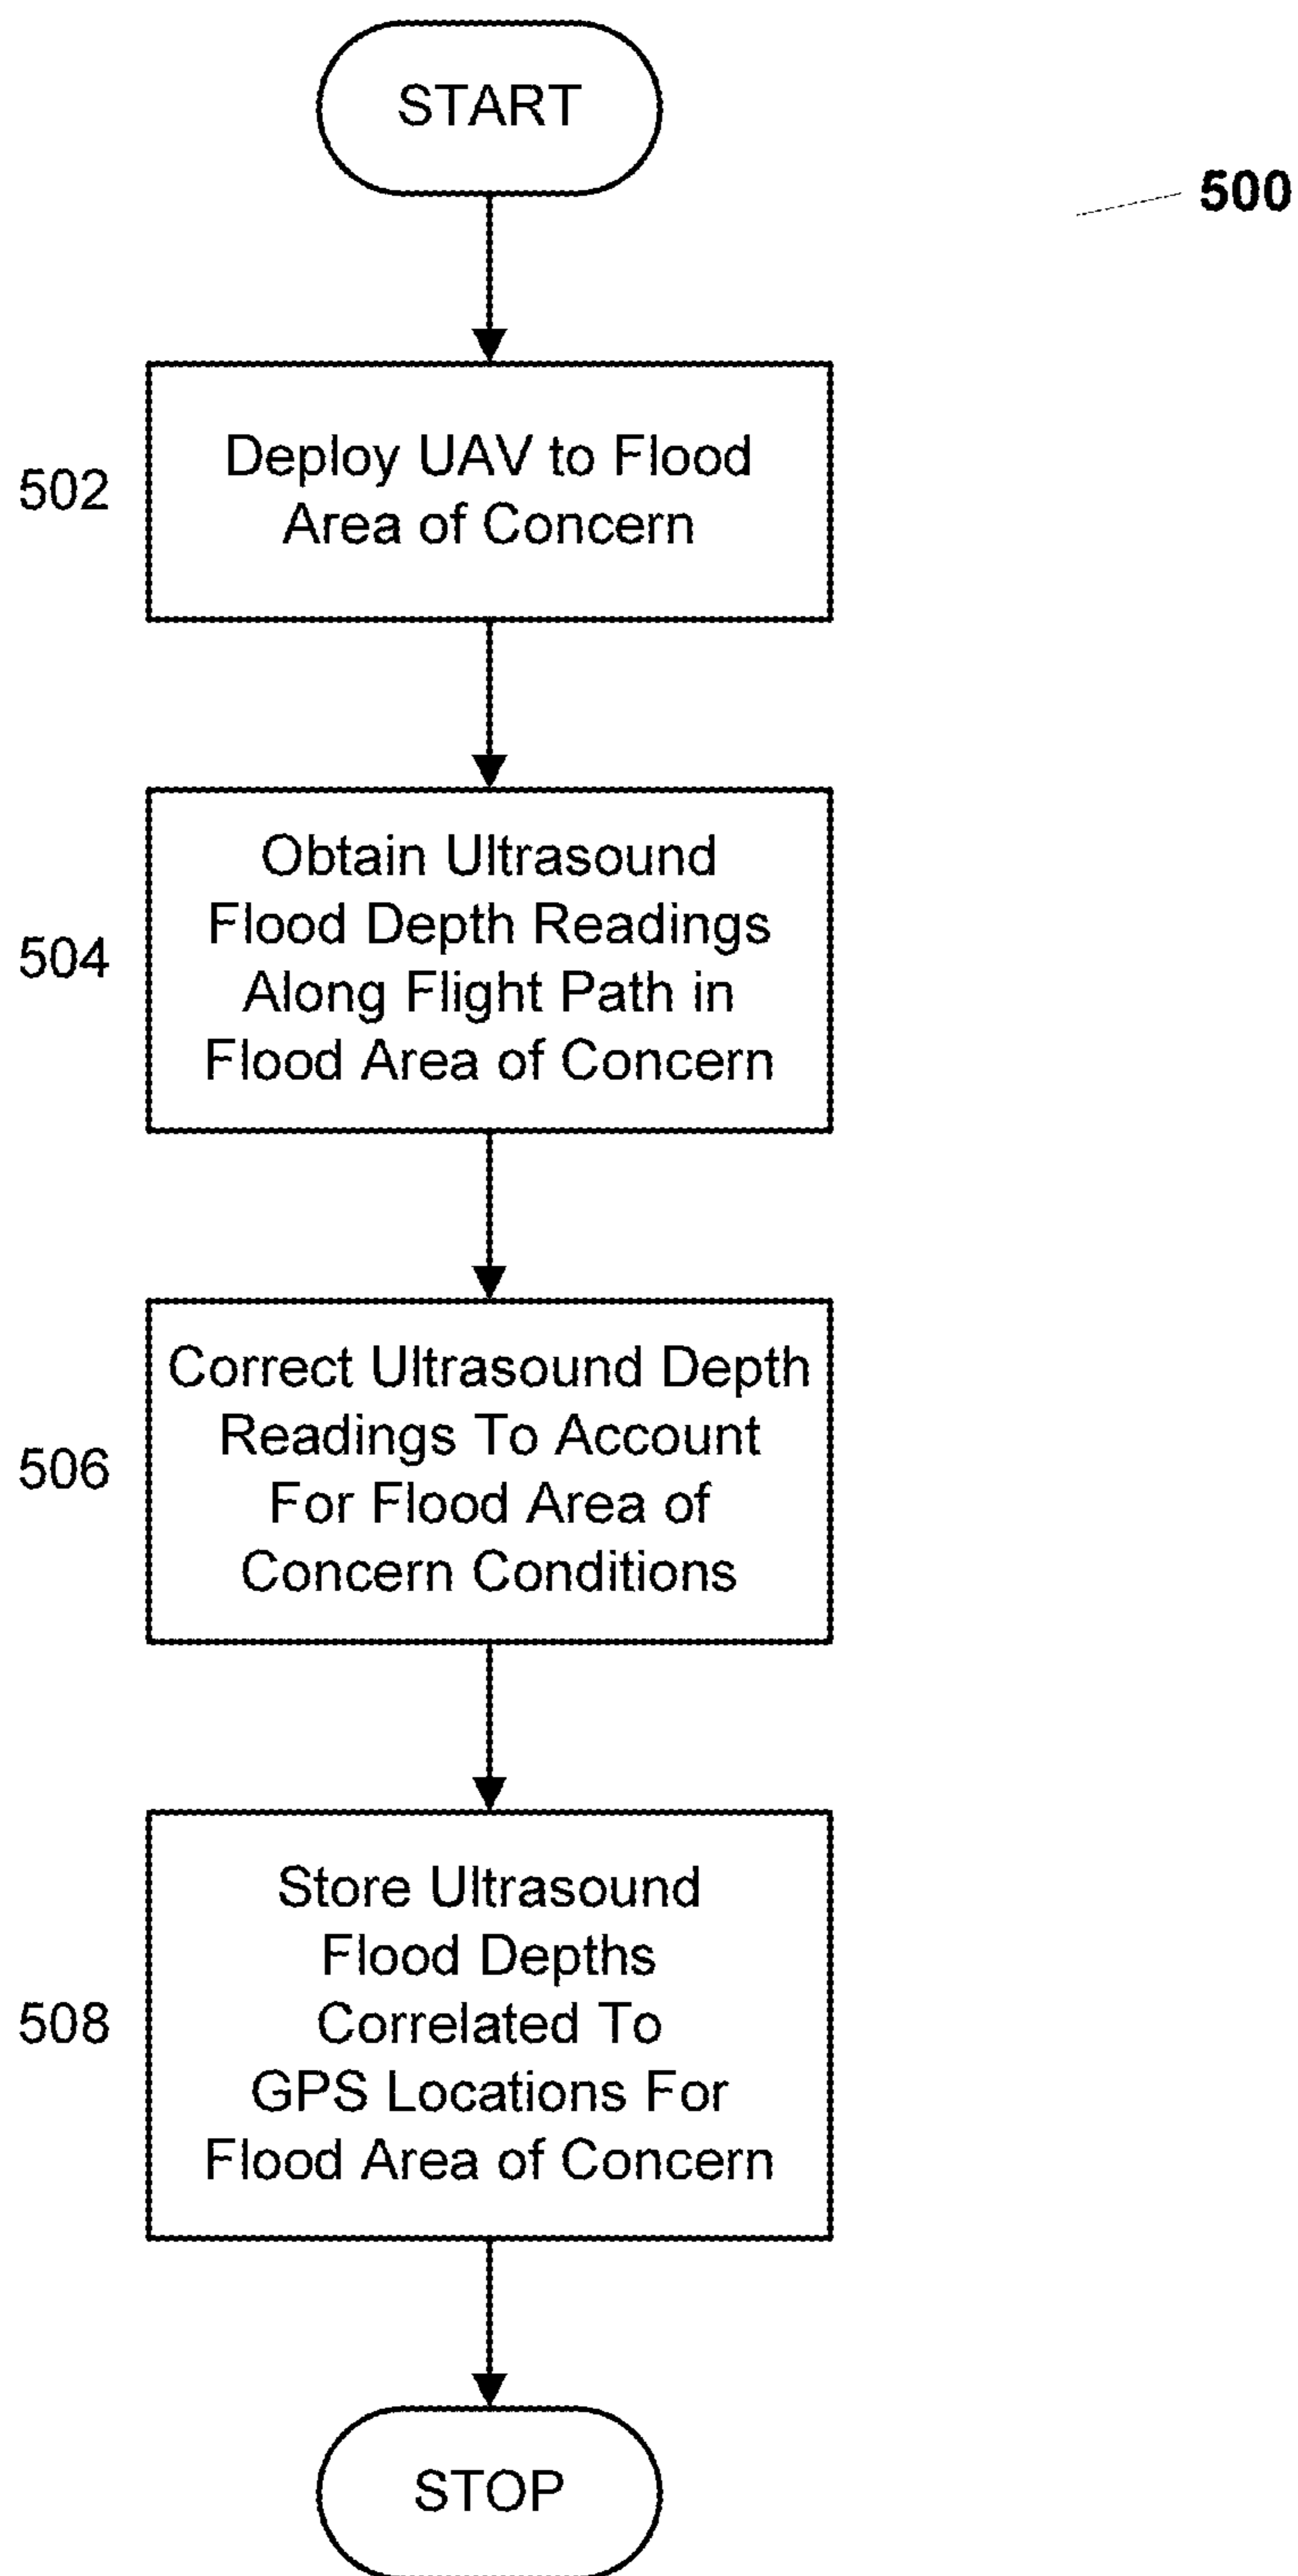 START
500
502
Deploy UAV to Flood
Area of Concern
504
Obtain Ultrasound
Flood Depth Readings
Along Flight Path in
Flood Area of Concern
506
Correct Ultrasound Depth
Readings To Account
For Flood Area of
Concern Conditions
508
Store Ultrasound
Flood Depths
Correlated To
GPS Locations For
Flood Area of Concern
STOP